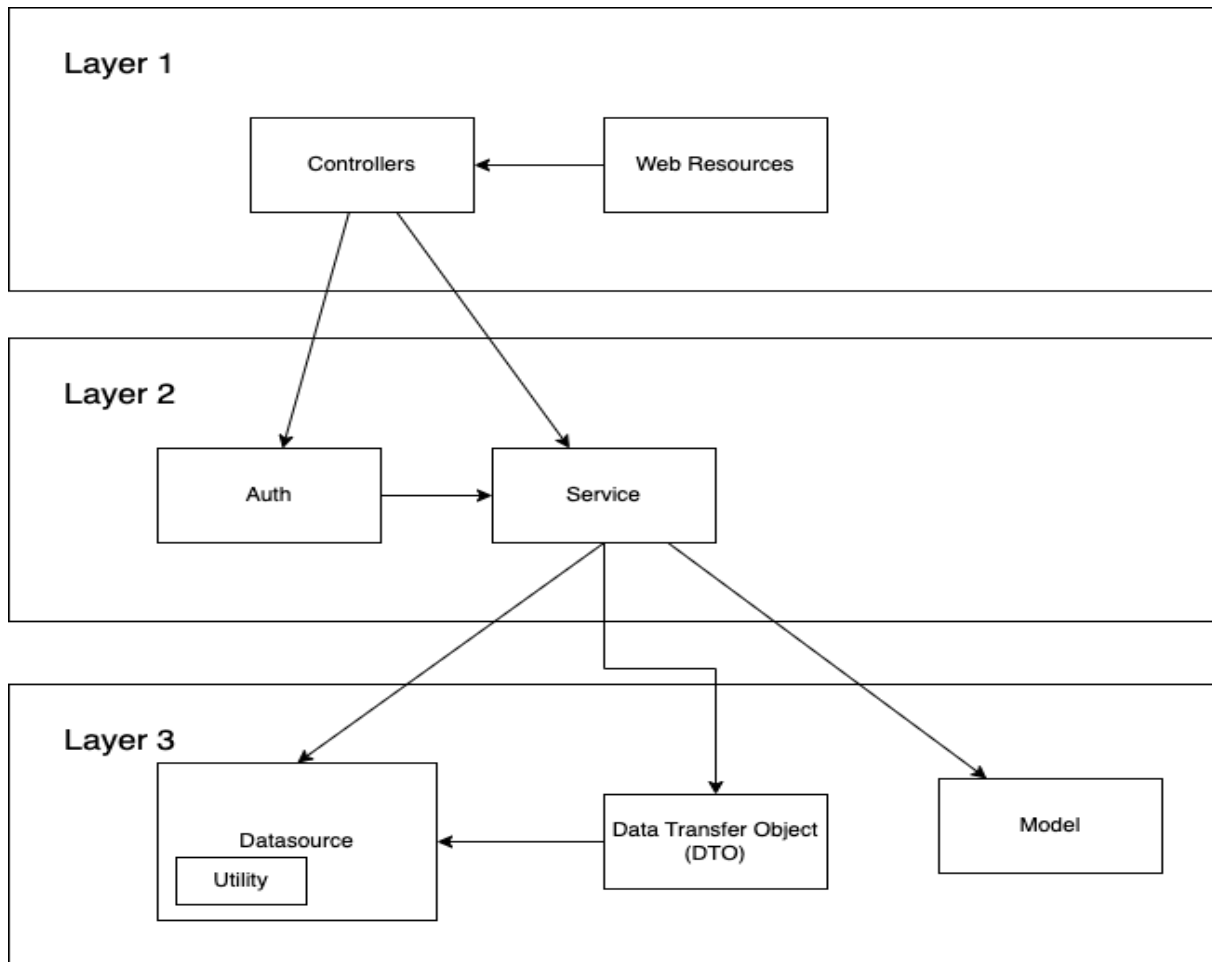 Layer 1
Controllers
Web Resources
Layer 2
Auth
Service
Layer 3
Datasource
Utility
Data Transfer Object
(DTO)
Model